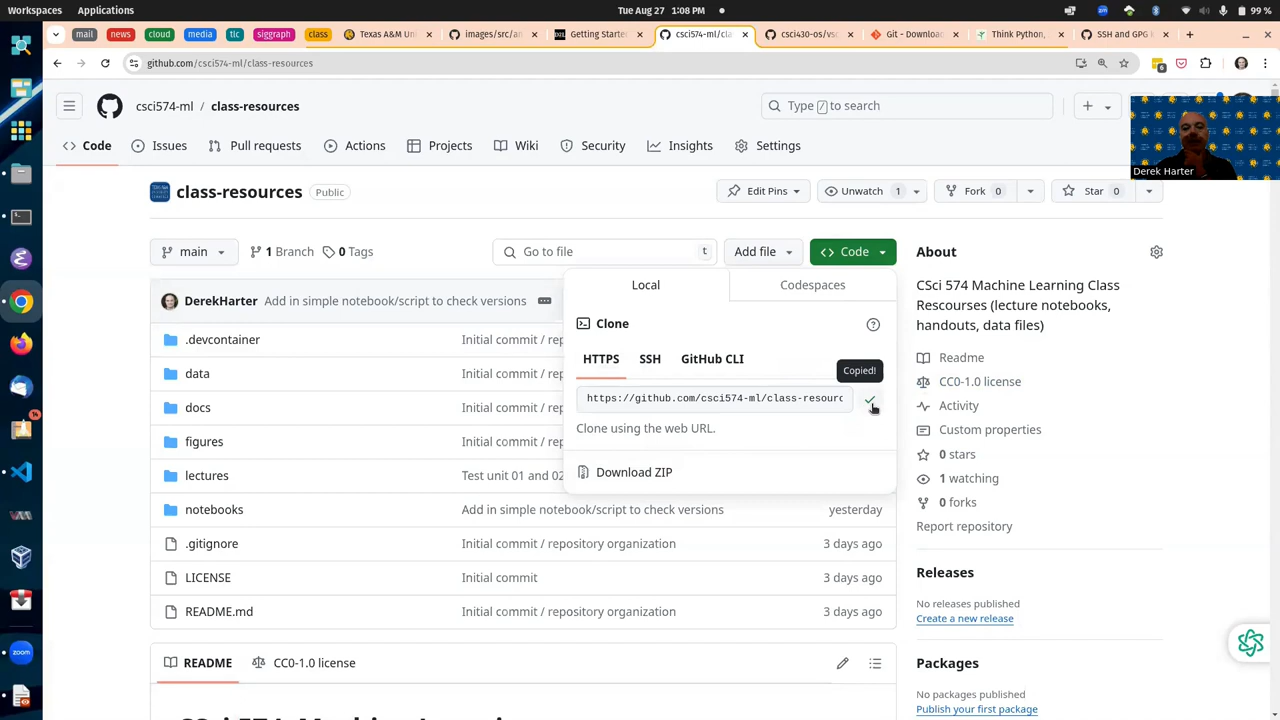 Workspaces Applications Tue Aug 27 1:08 PM 99 %
mail news cloud media tlc siggraph class Texas A&M Uni images/src/an Getting Starte csci574-ml/cla csci430-os/vsc Git - Downloa Think Python, SSH and GPG k
github.com/csci574-ml/class-resources
6
csci574-ml / class-resources
Type / to search
Code Issues Pull requests Actions Projects Wiki Security Insights Settings
Derek Harter
class-resources Public
Edit Pins Unwatch 1 Fork 0 Star 0
main 1 Branch 0 Tags
Go to file t
Add file Code
DerekHarter Add in simple notebook/script to check versions
.devcontainer Initial commit / rep
data Initial commit / rep
docs Initial commit / rep
figures Initial commit / rep
lectures Test unit 01 and 02
notebooks Add in simple notebook/script to check versions yesterday
.gitignore Initial commit / repository organization 3 days ago
LICENSE Initial commit 3 days ago
README.md Initial commit / repository organization 3 days ago
Local Codespaces
Clone
HTTPS SSH GitHub CLI
Copied!
https://github.com/csci574-ml/class-resourc
Clone using the web URL.
Download ZIP
README CC0-1.0 license
About
CSci 574 Machine Learning Class
Rescourses (lecture notebooks,
handouts, data files)
Readme
CC0-1.0 license
Activity
Custom properties
0 stars
1 watching
0 forks
Report repository
Releases
No releases published
Create a new release
Packages
No packages published
Publish your first package
14
zoom